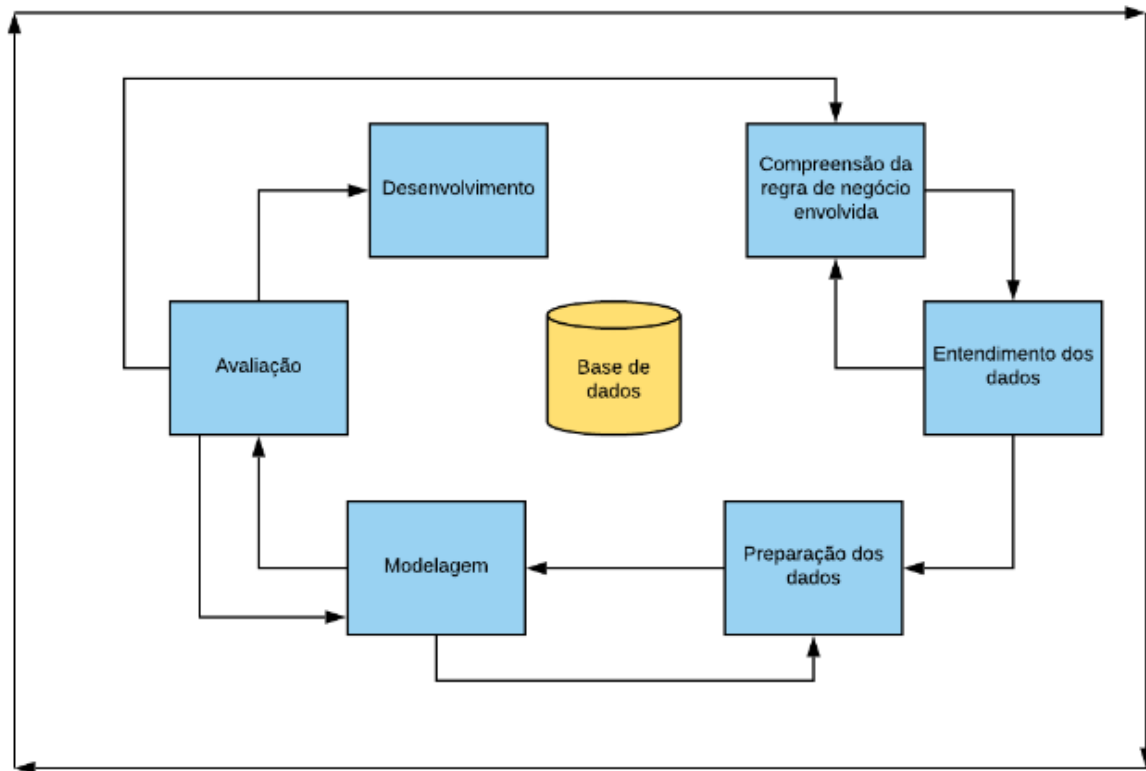 Desenvolvimento
Compreensão da
regra de negócio
envolvida
Avaliação
Base de
dados
Entendimento dos
dados
Modelagem
Preparação dos
dados